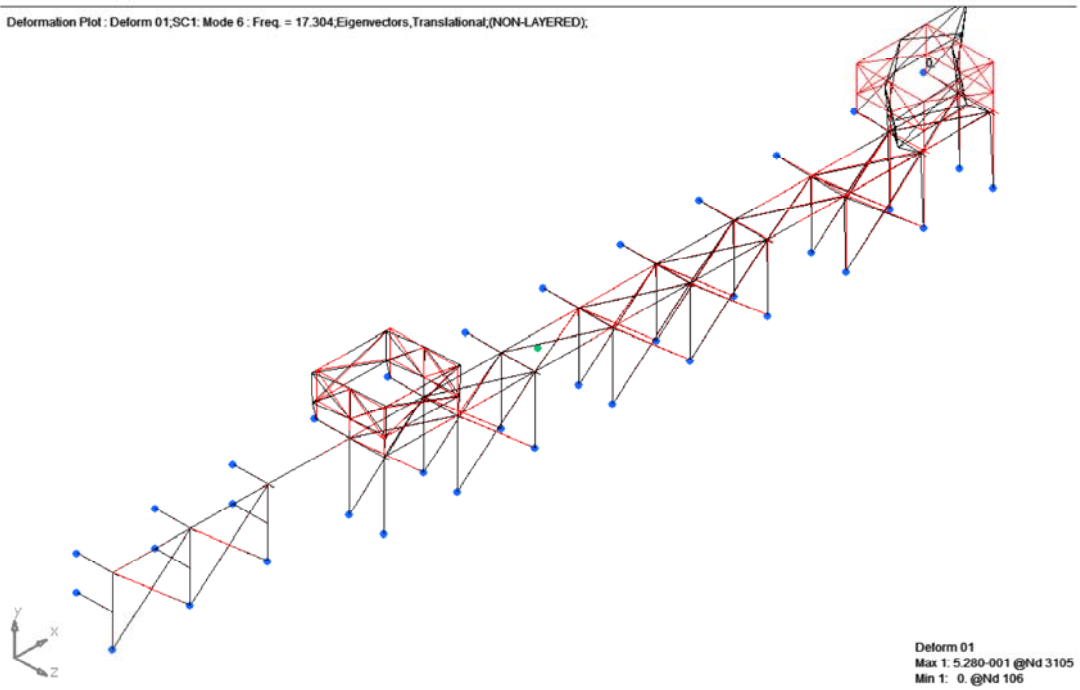 Deformation Plot : Deform 01;SC1: Mode 6 : Freq. = 17.304;Eigenvectors,Translational;(NON-LAYERED);
0.
y
x
z
Deform 01
Max 1: 5.280-001 @Nd 3105
Min 1: 0. @Nd 106